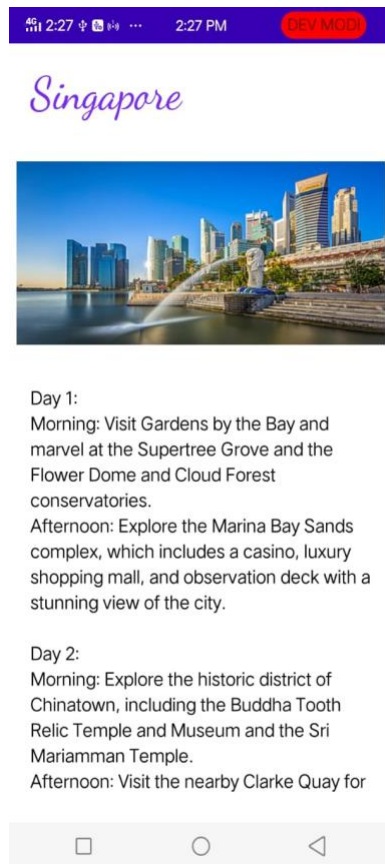 4G 2:27 ... 2:27 PM DEV MODI
Singapore
Day 1:
Morning: Visit Gardens by the Bay and
marvel at the Supertree Grove and the
Flower Dome and Cloud Forest
conservatories.
Afternoon: Explore the Marina Bay Sands
complex, which includes a casino, luxury
shopping mall, and observation deck with a
stunning view of the city.
Day 2:
Morning: Explore the historic district of
Chinatown, including the Buddha Tooth
Relic Temple and Museum and the Sri
Mariamman Temple.
Afternoon: Visit the nearby Clarke Quay for